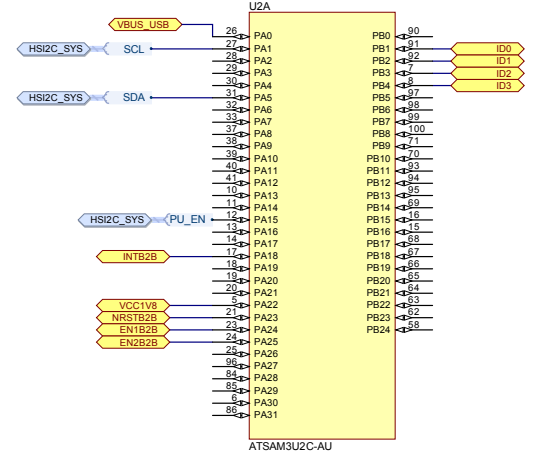 U2A
VBUS_USB 26 PA0 PB0 90
HSI2C_SYS SCL 27 PA1 PB1 91 ID0
28 PA2 PB2 92 ID1
29 PA3 PB3 7 ID2
30 PA4 PB4 8 ID3
HSI2C_SYS SDA 31 PA5 PB5 97
32 PA6 PB6 98
33 PA7 PB7 99
37 PA8 PB8 100
38 PA9 PB9 71
39 PA10 PB10 70
40 PA11 PB11 93
41 PA12 PB12 94
10 PA13 PB13 95
11 PA14 PB14 69
HSI2C_SYS PU_EN 12 PA15 PB15 16
13 PA16 PB16 15
14 PA17 PB17 68
INTB2B 17 PA18 PB18 67
18 PA19 PB19 66
19 PA20 PB20 65
20 PA21 PB21 64
VCC1V8 5 PA22 PB22 63
NRSTB2B 21 PA23 PB23 62
EN1B2B 23 PA24 PB24 58
EN2B2B 24 PA25
25 PA26
96 PA27
84 PA28
85 PA29
6 PA30
86 PA31
ATSAM3U2C-AU